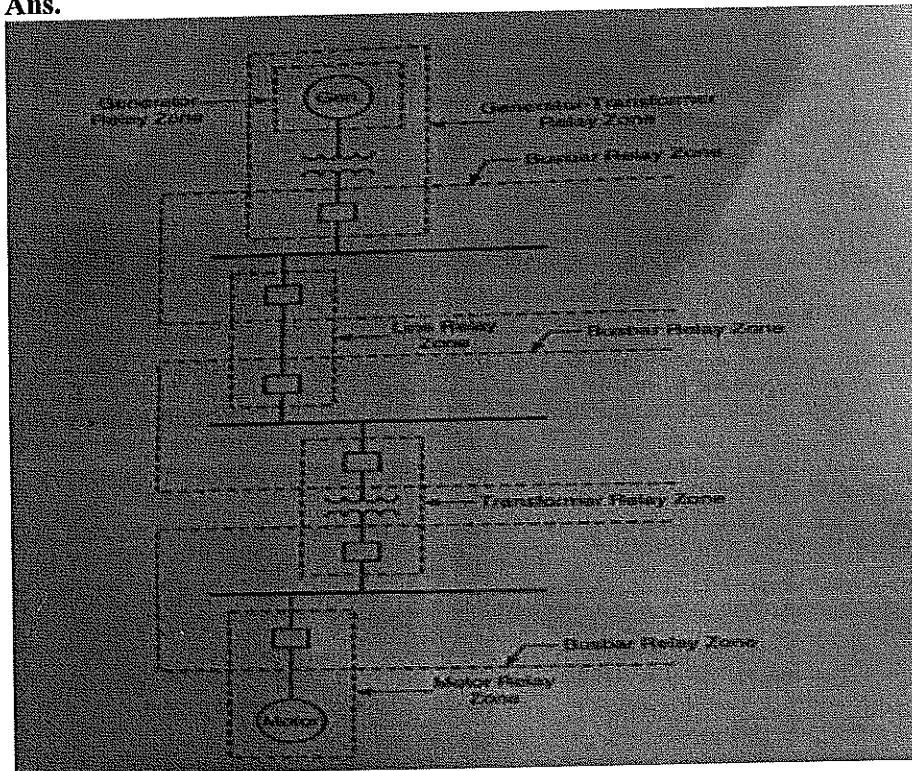 Ans.
Gen
Generator
Relay Zone
Generator-Transformer
Relay Zone
Busbar Relay Zone
Line Relay
Zone
Busbar Relay Zone
Transformer Relay Zone
Busbar Relay Zone
Motor Relay
Zone
Motor